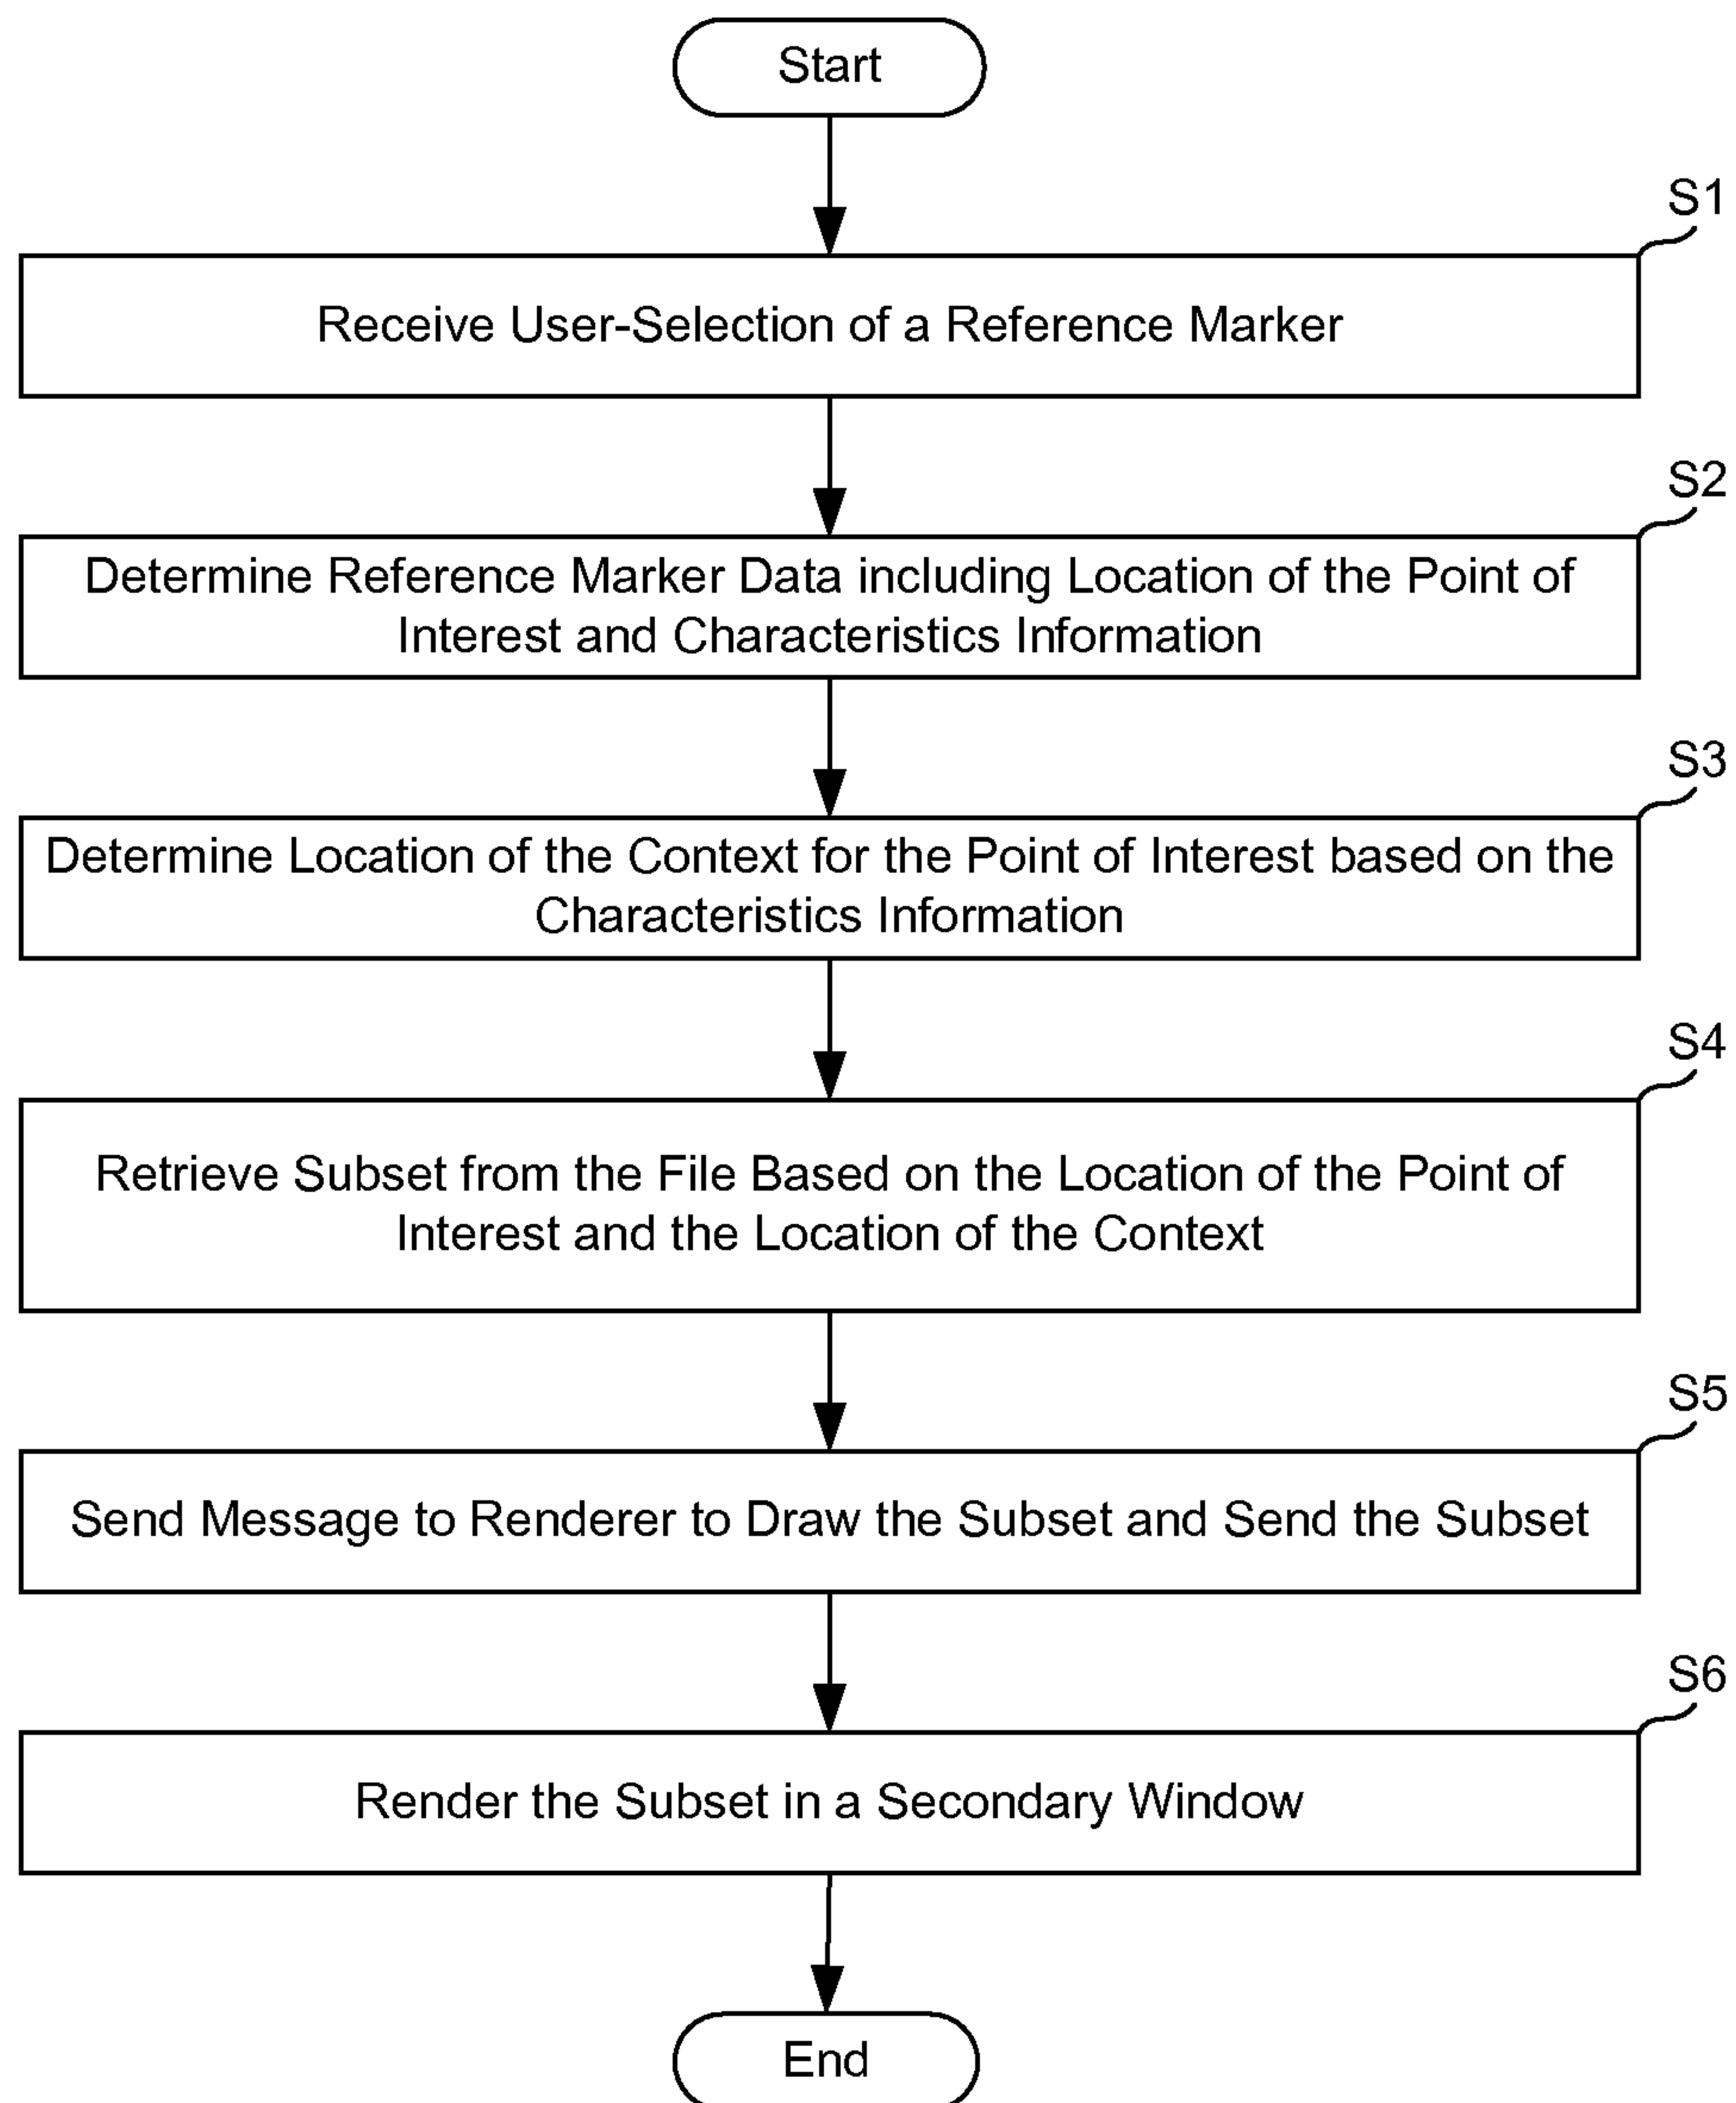 Start
S1
Receive User-Selection of a Reference Marker
S2
Determine Reference Marker Data including Location of the Point of
Interest and Characteristics Information
S3
Determine Location of the Context for the Point of Interest based on the
Characteristics Information
S4
Retrieve Subset from the File Based on the Location of the Point of
Interest and the Location of the Context
S5
Send Message to Renderer to Draw the Subset and Send the Subset
S6
Render the Subset in a Secondary Window
End